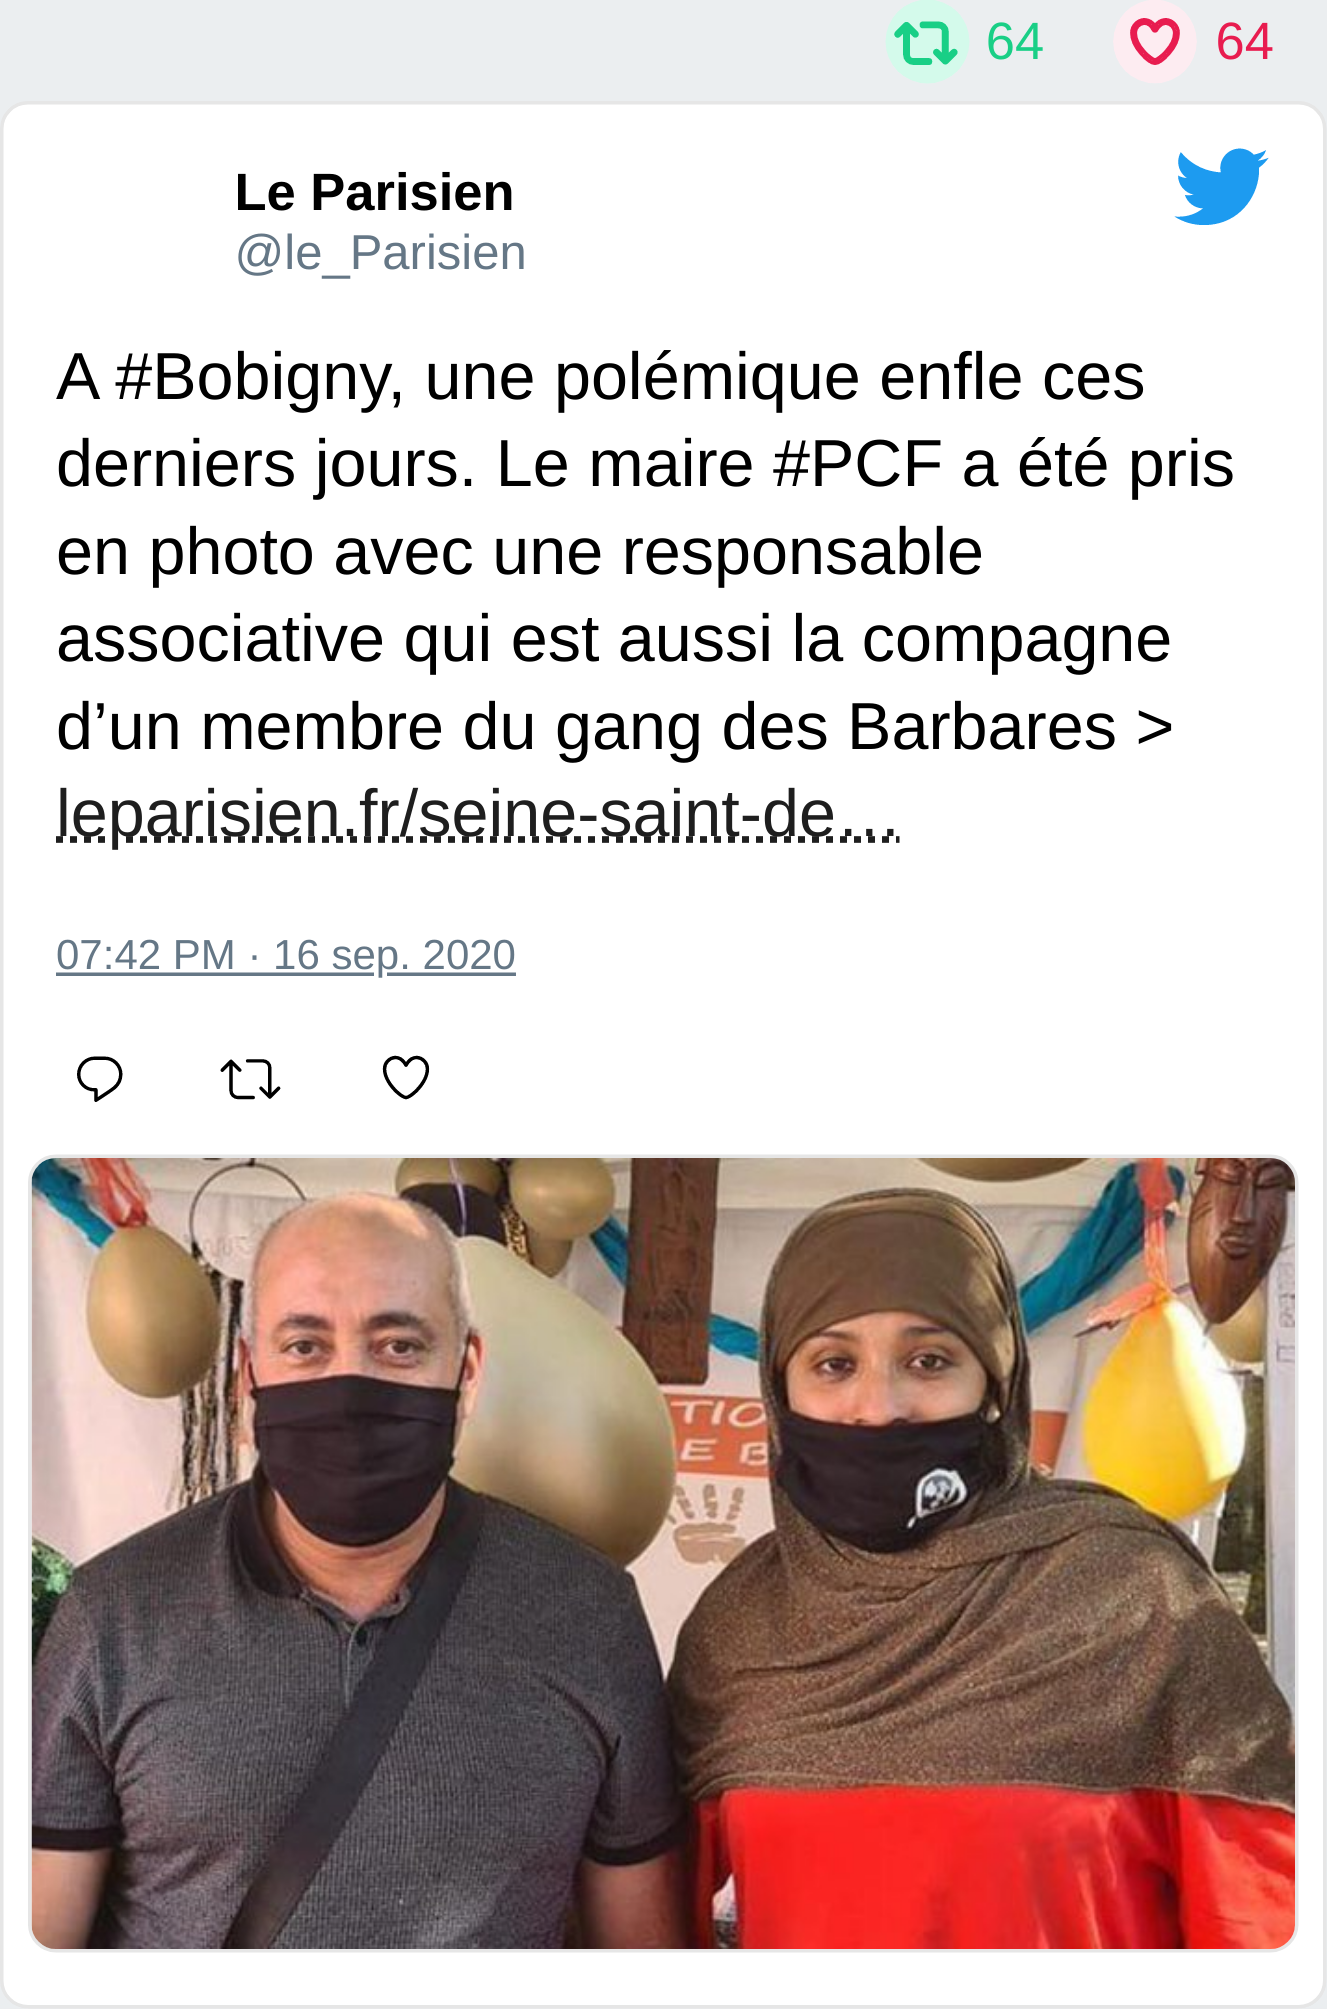 64 64
Le Parisien
@le_Parisien
A #Bobigny, une polémique enfle ces
derniers jours. Le maire #PCF a été pris
en photo avec une responsable
associative qui est aussi la compagne
d’un membre du gang des Barbares >
leparisien.fr/seine-saint-de…
07:42 PM · 16 sep. 2020
TIO
E B